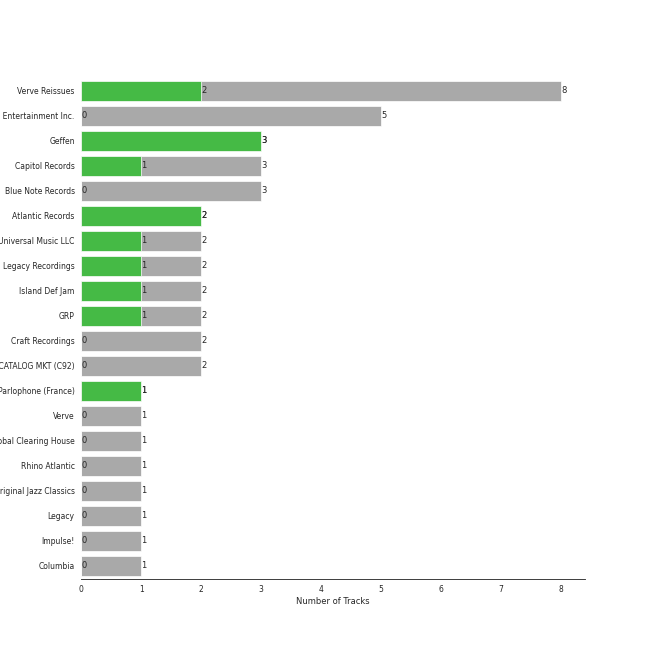 Verve Reissues 2 8
Entertainment Inc. 0 5
Geffen 3
Capitol Records 1 3
Blue Note Records 0 3
Atlantic Records 2
Universal Music LLC 1 2
Legacy Recordings 1 2
Island Def Jam 1 2
GRP 1 2
Craft Recordings 0 2
CATALOG MKT (C92) 0 2
Parlophone (France) 1
Verve 0 1
obal Clearing House 0 1
Rhino Atlantic 0 1
riginal Jazz Classics 0 1
Legacy 0 1
Impulse! 0 1
Columbia 0 1
0 1 2 3 4 5 6 7 8
Number of Tracks